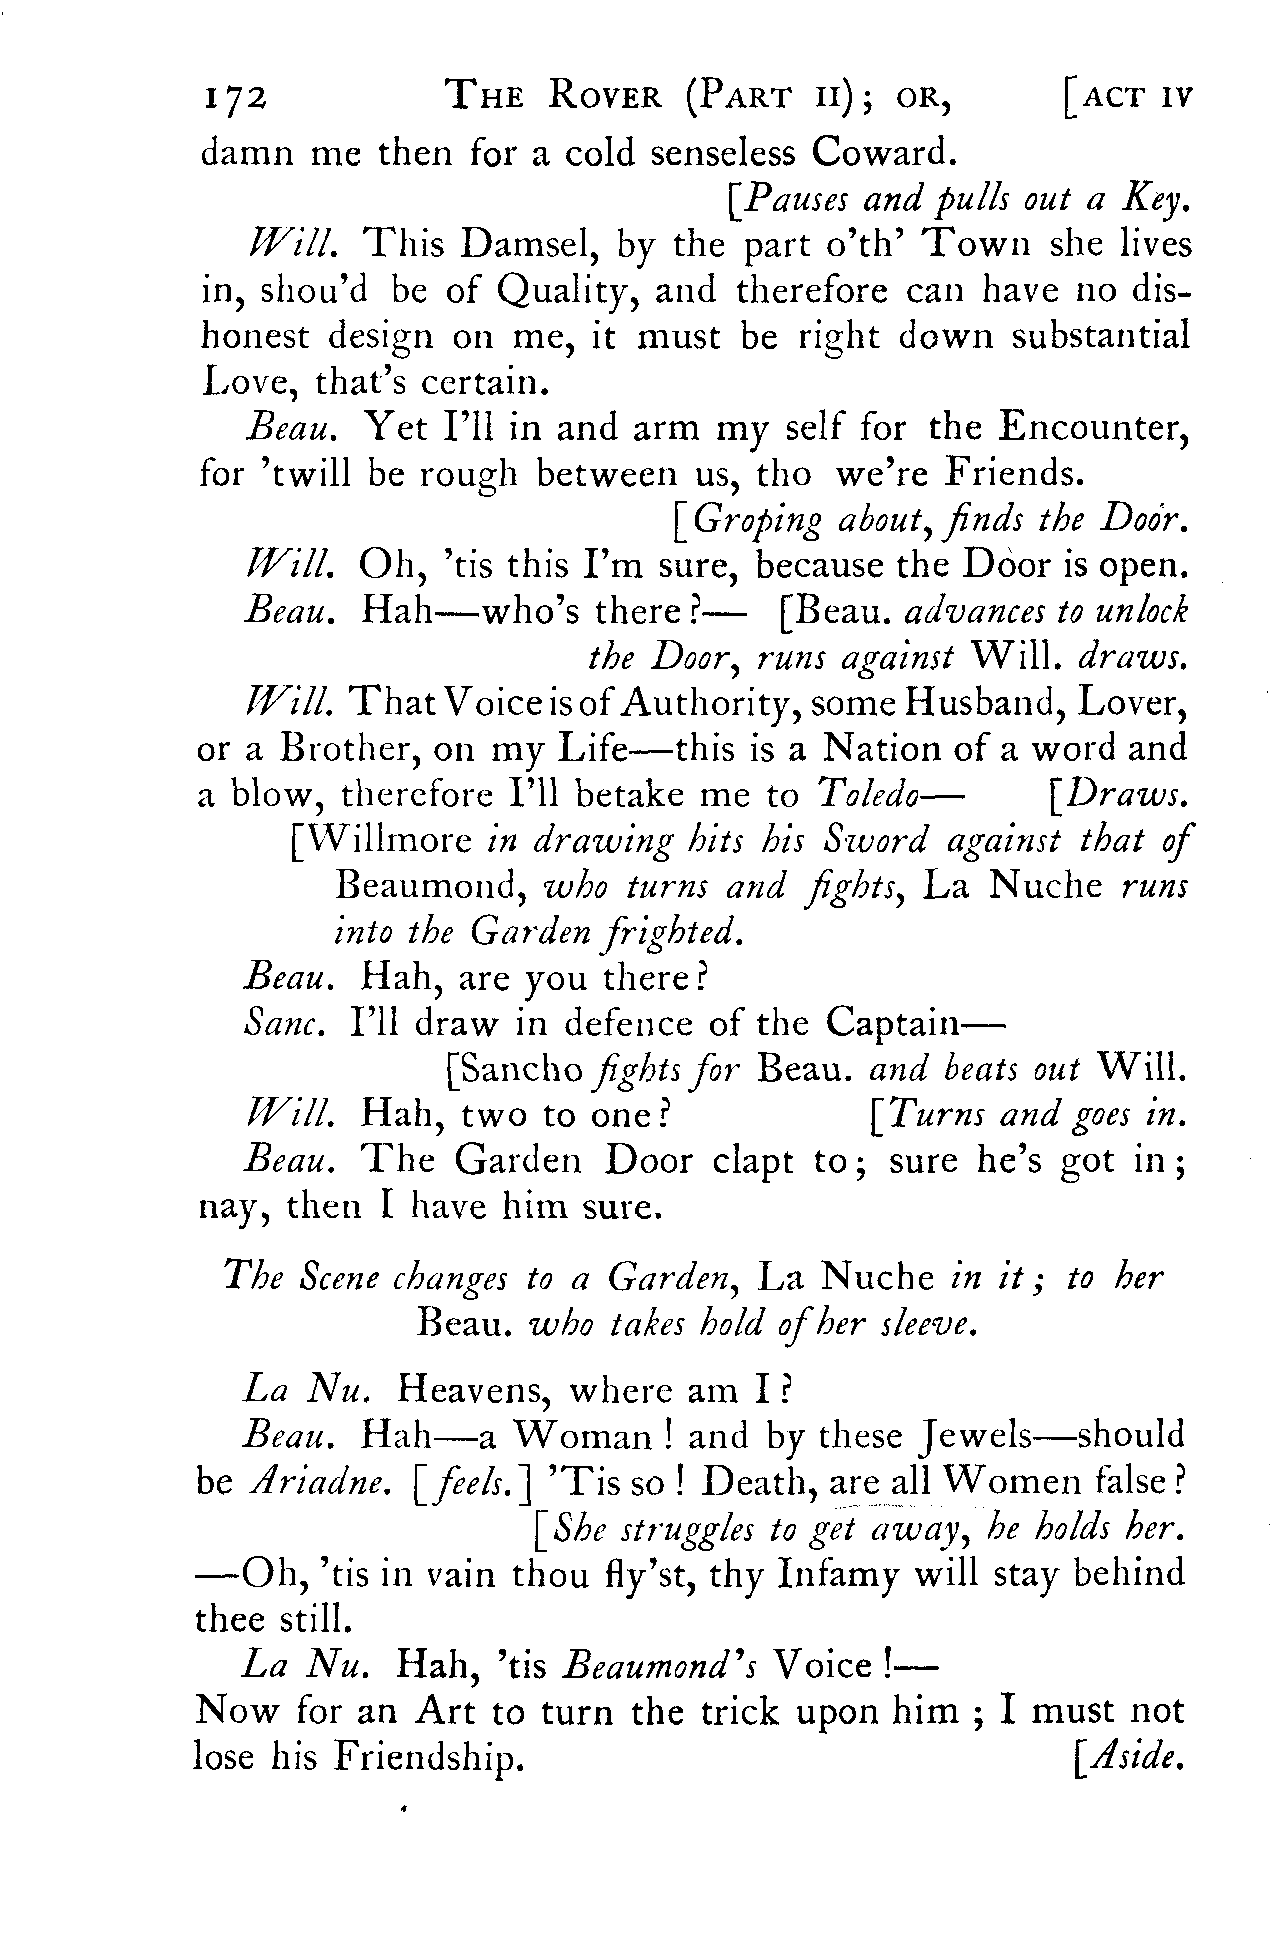 172 THE ROVER (PART II); OR, [ACT IV
damn me then for a cold senseless Coward.
[Pauses and pulls out a Key.
Will. This Damsel, by the part o'th' Town she lives
in, shou'd be of Quality, and therefore can have no dis-
honest design on me, it must be right down substantial
Love, that's certain.
Beau. Yet I'll in and arm my self for the Encounter,
for 'twill be rough between us, tho we're Friends.
[Groping about, finds the Door.
Will. Oh, 'tis this I'm sure, because the Door is open.
Beau. Hah—who's there?— [Beau. advances to unlock
the Door, runs against Will. draws.
Will. That Voice is of Authority, some Husband, Lover,
or a Brother, on my Life—this is a Nation of a word and
a blow, therefore I'll betake me to Toledo— [Draws.
[Willmore in drawing hits his Sword against that of
Beaumond, who turns and fights, La Nuche runs
into the Garden frighted.
Beau. Hah, are you there?
Sanc. I'll draw in defence of the Captain—
[Sancho fights for Beau. and beats out Will.
Will. Hah, two to one? [Turns and goes in.
Beau. The Garden Door clapt to; sure he's got in;
nay, then I have him sure.
The Scene changes to a Garden, La Nuche in it; to her
Beau. who takes hold of her sleeve.
La Nu. Heavens, where am I?
Beau. Hah—a Woman! and by these Jewels—should
be Ariadne. [feels.] 'Tis so! Death, are all Women false?
[She struggles to get away, he holds her.
—Oh, 'tis in vain thou fly'st, thy Infamy will stay behind
thee still.
La Nu. Hah, 'tis Beaumond's Voice!—
Now for an Art to turn the trick upon him; I must not
lose his Friendship. [Aside.